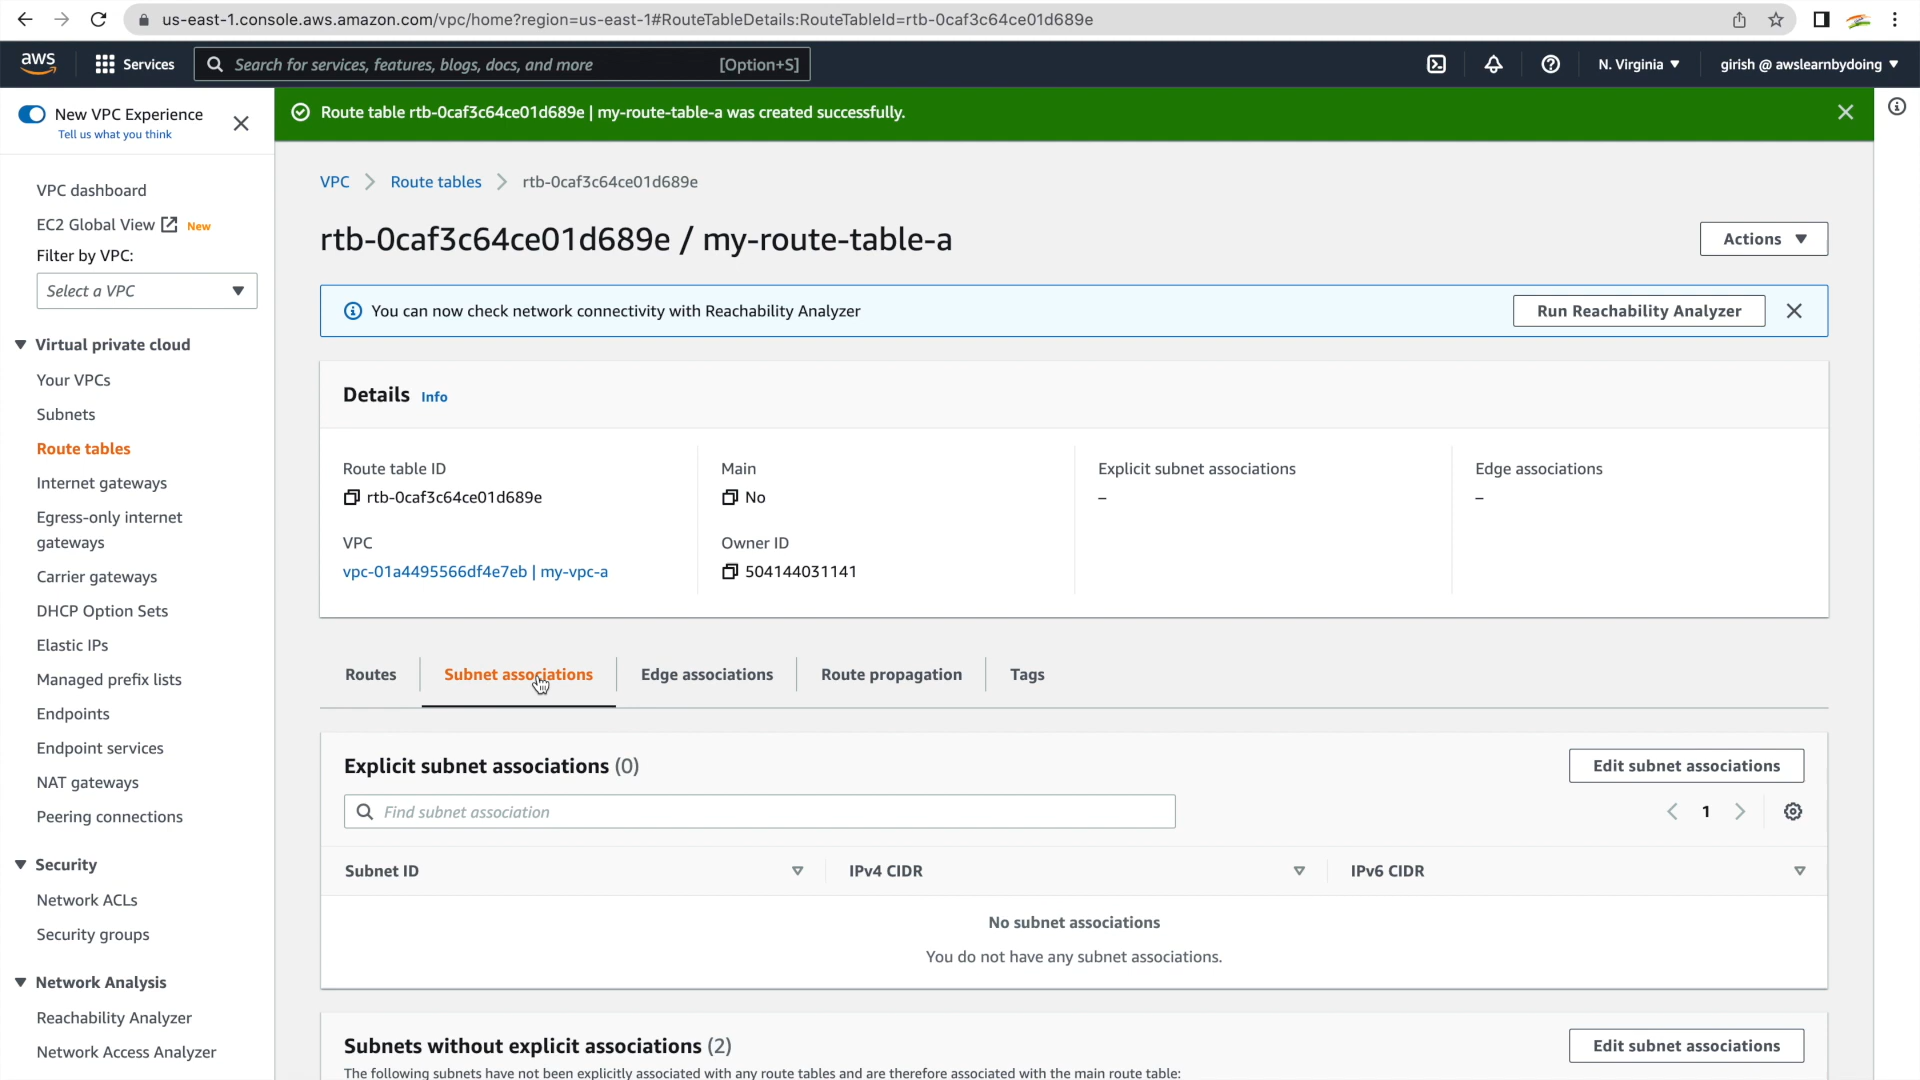 us-east-1.console.aws.amazon.com/vpc/home?region=us-east-1#RouteTableDetails:RouteTableId=rtb-0caf3c64ce01d689e
aws
Services
Search for services, features, blogs, docs, and more
[Option+S]
N. Virginia
girish @ awslearnbydoing
New VPC Experience
Tell us what you think
Route table rtb-0caf3c64ce01d689e | my-route-table-a was created successfully.
VPC dashboard
EC2 Global View
New
Filter by VPC:
Select a VPC
Virtual private cloud
Your VPCs
Subnets
Route tables
Internet gateways
Egress-only internet
gateways
Carrier gateways
DHCP Option Sets
Elastic IPs
Managed prefix lists
Endpoints
Endpoint services
NAT gateways
Peering connections
Security
Network ACLs
Security groups
Network Analysis
Reachability Analyzer
Network Access Analyzer
VPC
Route tables
rtb-0caf3c64ce01d689e
rtb-0caf3c64ce01d689e / my-route-table-a
Actions
You can now check network connectivity with Reachability Analyzer
Run Reachability Analyzer
Details Info
Route table ID
rtb-0caf3c64ce01d689e
Main
No
Explicit subnet associations
–
Edge associations
–
VPC
vpc-01a4495566df4e7eb | my-vpc-a
Owner ID
504144031141
Routes
Subnet associations
Edge associations
Route propagation
Tags
Explicit subnet associations (0)
Edit subnet associations
Find subnet association
1
Subnet ID
IPv4 CIDR
IPv6 CIDR
No subnet associations
You do not have any subnet associations.
Subnets without explicit associations (2)
Edit subnet associations
The following subnets have not been explicitly associated with any route tables and are therefore associated with the main route table: